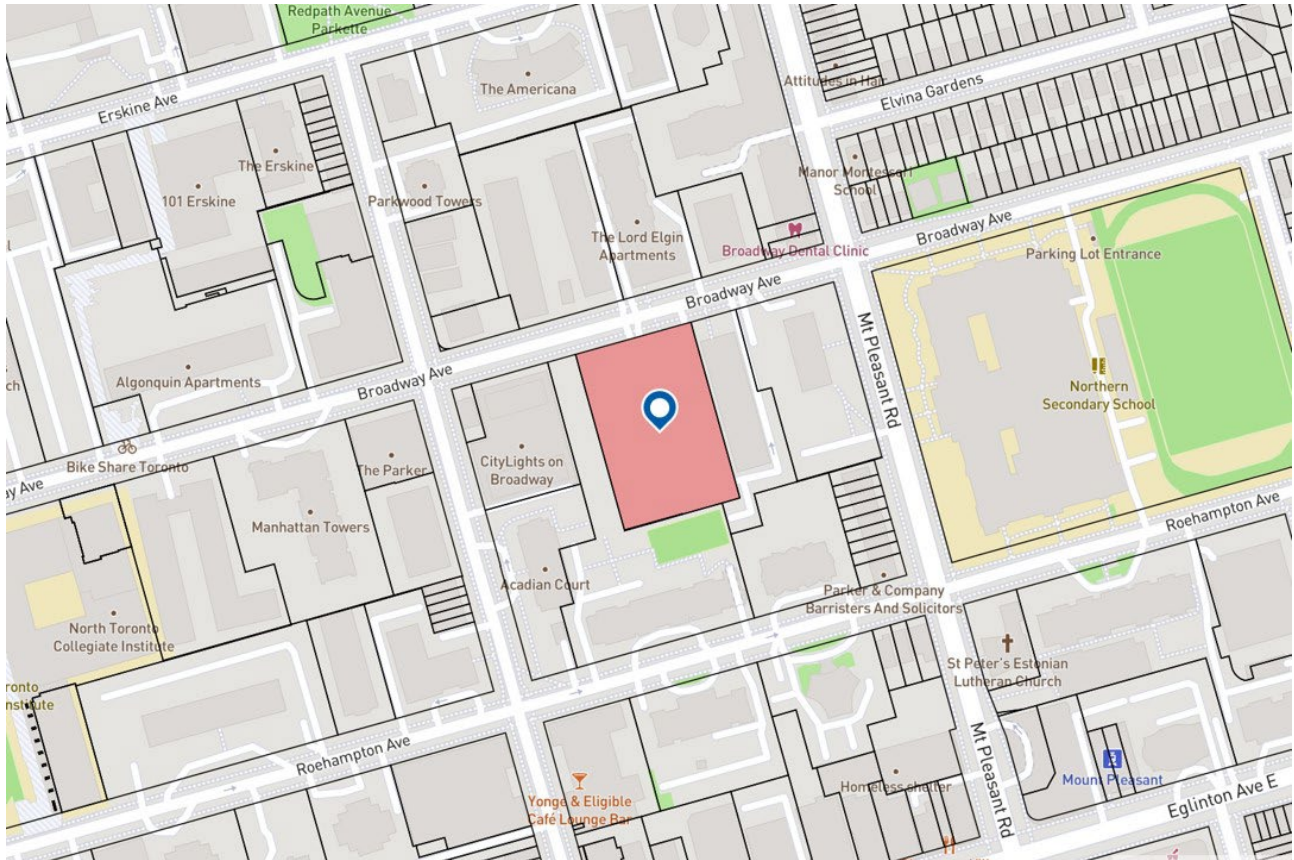 Redpath Avenue
Parkette
The Americana
Attitudes in Hair
Erskine Ave
Elvina Gardens
The Erskine
Manor Montessori
School
101 Erskine
Parkwood Towers
The Lord Elgin
Apartments
Broadway Dental Clinic
Broadway Ave
Parking Lot Entrance
Broadway Ave
Mt Pleasant Rd
Algonquin Apartments
Broadway Ave
Northern
Secondary School
Bike Share Toronto
The Parker
CityLights on
Broadway
ay Ave
Manhattan Towers
Roehampton Ave
Acadian Court
Parker & Company
Barristers And Solicitors
North Toronto
Collegiate Institute
St Peter's Estonian
Lutheran Church
ronto
nstitute
Roehampton Ave
Mt Pleasant Rd
Mount Pleasant
Homeless shelter
Yonge & Eligible
Café Lounge Bar
Eglinton Ave E